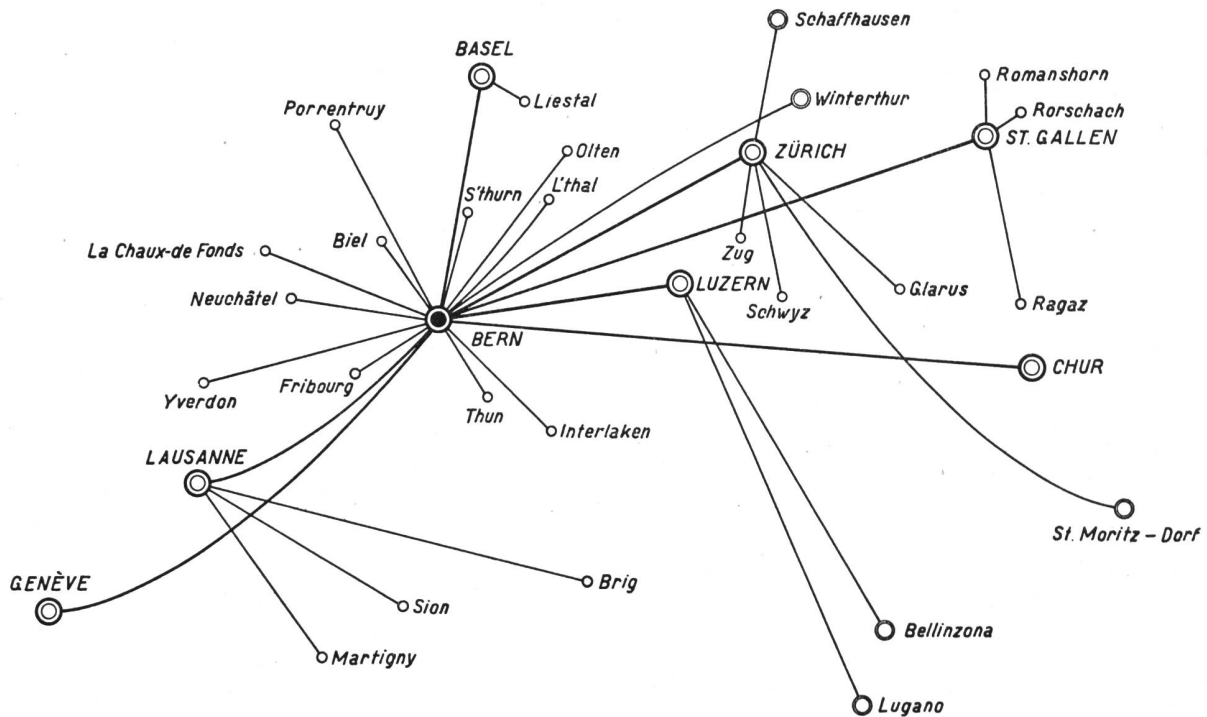 Schaffhausen
BASEL
Romanshorn
Liestal
Winterthur
Porrentruy
Rorschach
ST. GALLEN
Olten
ZÜRICH
S'thurn
L'thal
Biel
La Chaux-de Fonds
Zug
LUZERN
Glarus
Neuchâtel
Schwyz
Ragaz
BERN
CHUR
Fribourg
Yverdon
Thun
Interlaken
LAUSANNE
St. Moritz – Dorf
GENÈVE
Brig
Sion
Bellinzona
Martigny
Lugano